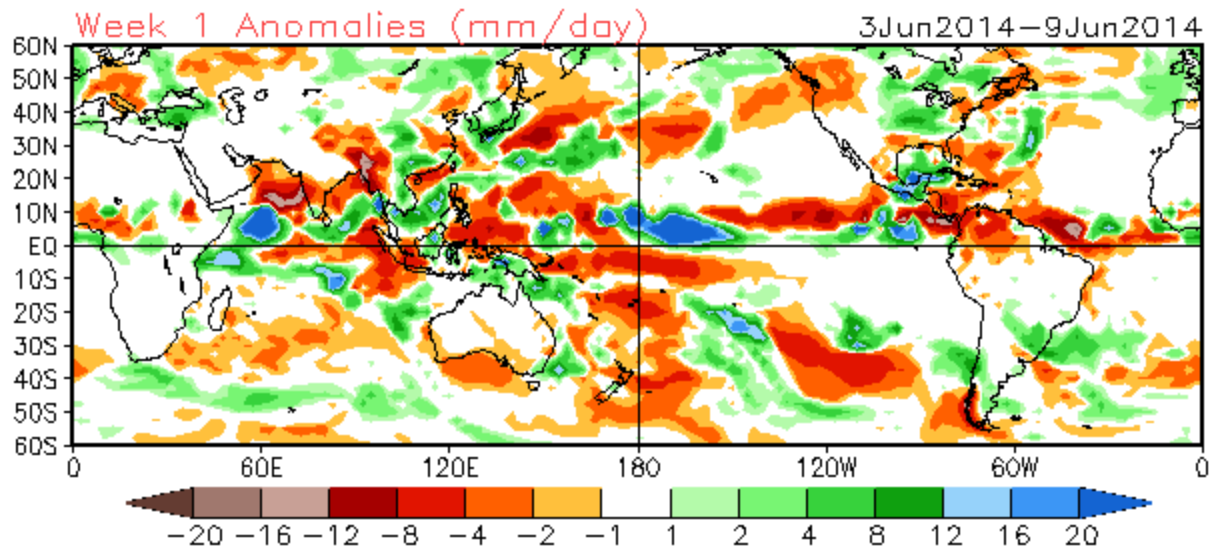 Week 1 Anomalies (mm/day) 3Jun2014−9Jun2014
60N
50N
40N
30N
20N
10N
EQ
10S
20S
30S
40S
50S
60S
0 60E 120E 180 120W 60W 0
−20 −16 −12 −8 −4 −2 −1 1 2 4 8 12 16 20